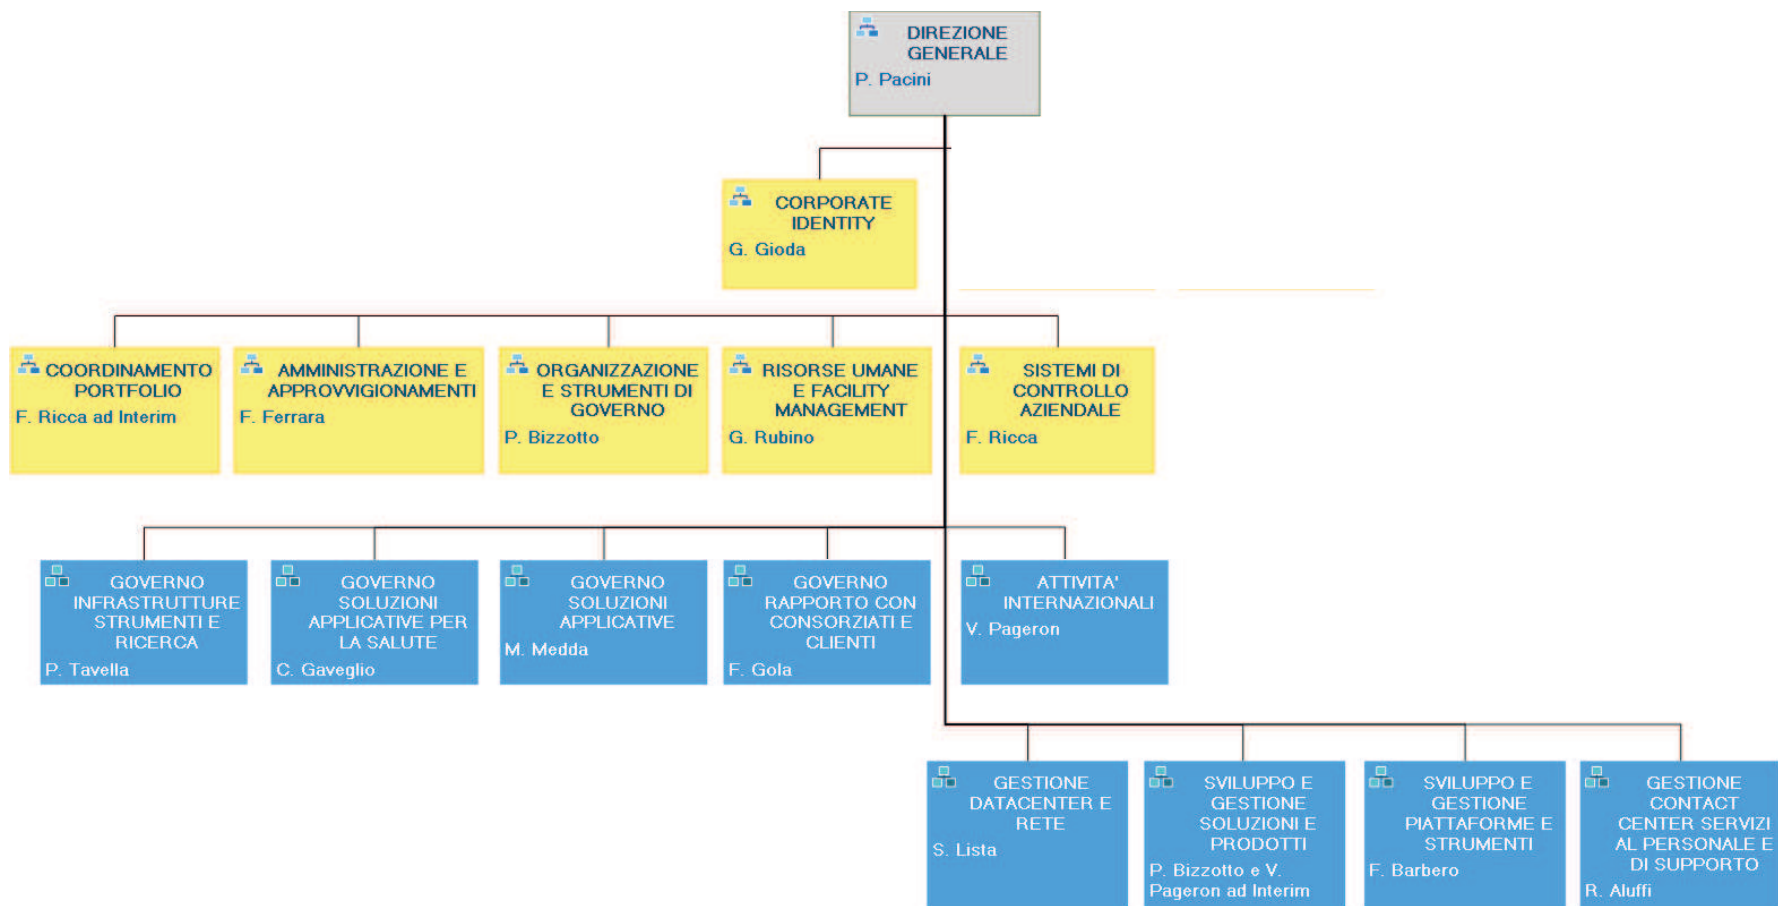 DIREZIONE
GENERALE
P. Pacini
CORPORATE
IDENTITY
G. Gioda
COORDINAMENTO
PORTFOLIO
F. Ricca ad Interim
AMMINISTRAZIONE E
APPROVVIGIONAMENTI
F. Ferrara
ORGANIZZAZIONE
E STRUMENTI DI
GOVERNO
P. Bizzotto
RISORSE UMANE
E FACILITY
MANAGEMENT
G. Rubino
SISTEMI DI
CONTROLLO
AZIENDALE
F. Ricca
GOVERNO
INFRASTRUTTURE
STRUMENTI E
RICERCA
P. Tavella
GOVERNO
SOLUZIONI
APPLICATIVE PER
LA SALUTE
C. Gaveglio
GOVERNO
SOLUZIONI
APPLICATIVE
M. Medda
GOVERNO
RAPPORTO CON
CONSORZIATI E
CLIENTI
F. Gola
ATTIVITA'
INTERNAZIONALI
V. Pageron
GESTIONE
DATACENTER E
RETE
S. Lista
SVILUPPO E
GESTIONE
SOLUZIONI E
PRODOTTI
P. Bizzotto e V.
Pageron ad Interim
SVILUPPO E
GESTIONE
PIATTAFORME E
STRUMENTI
F. Barbero
GESTIONE
CONTACT
CENTER SERVIZI
AL PERSONALE E
DI SUPPORTO
R. Aluffi